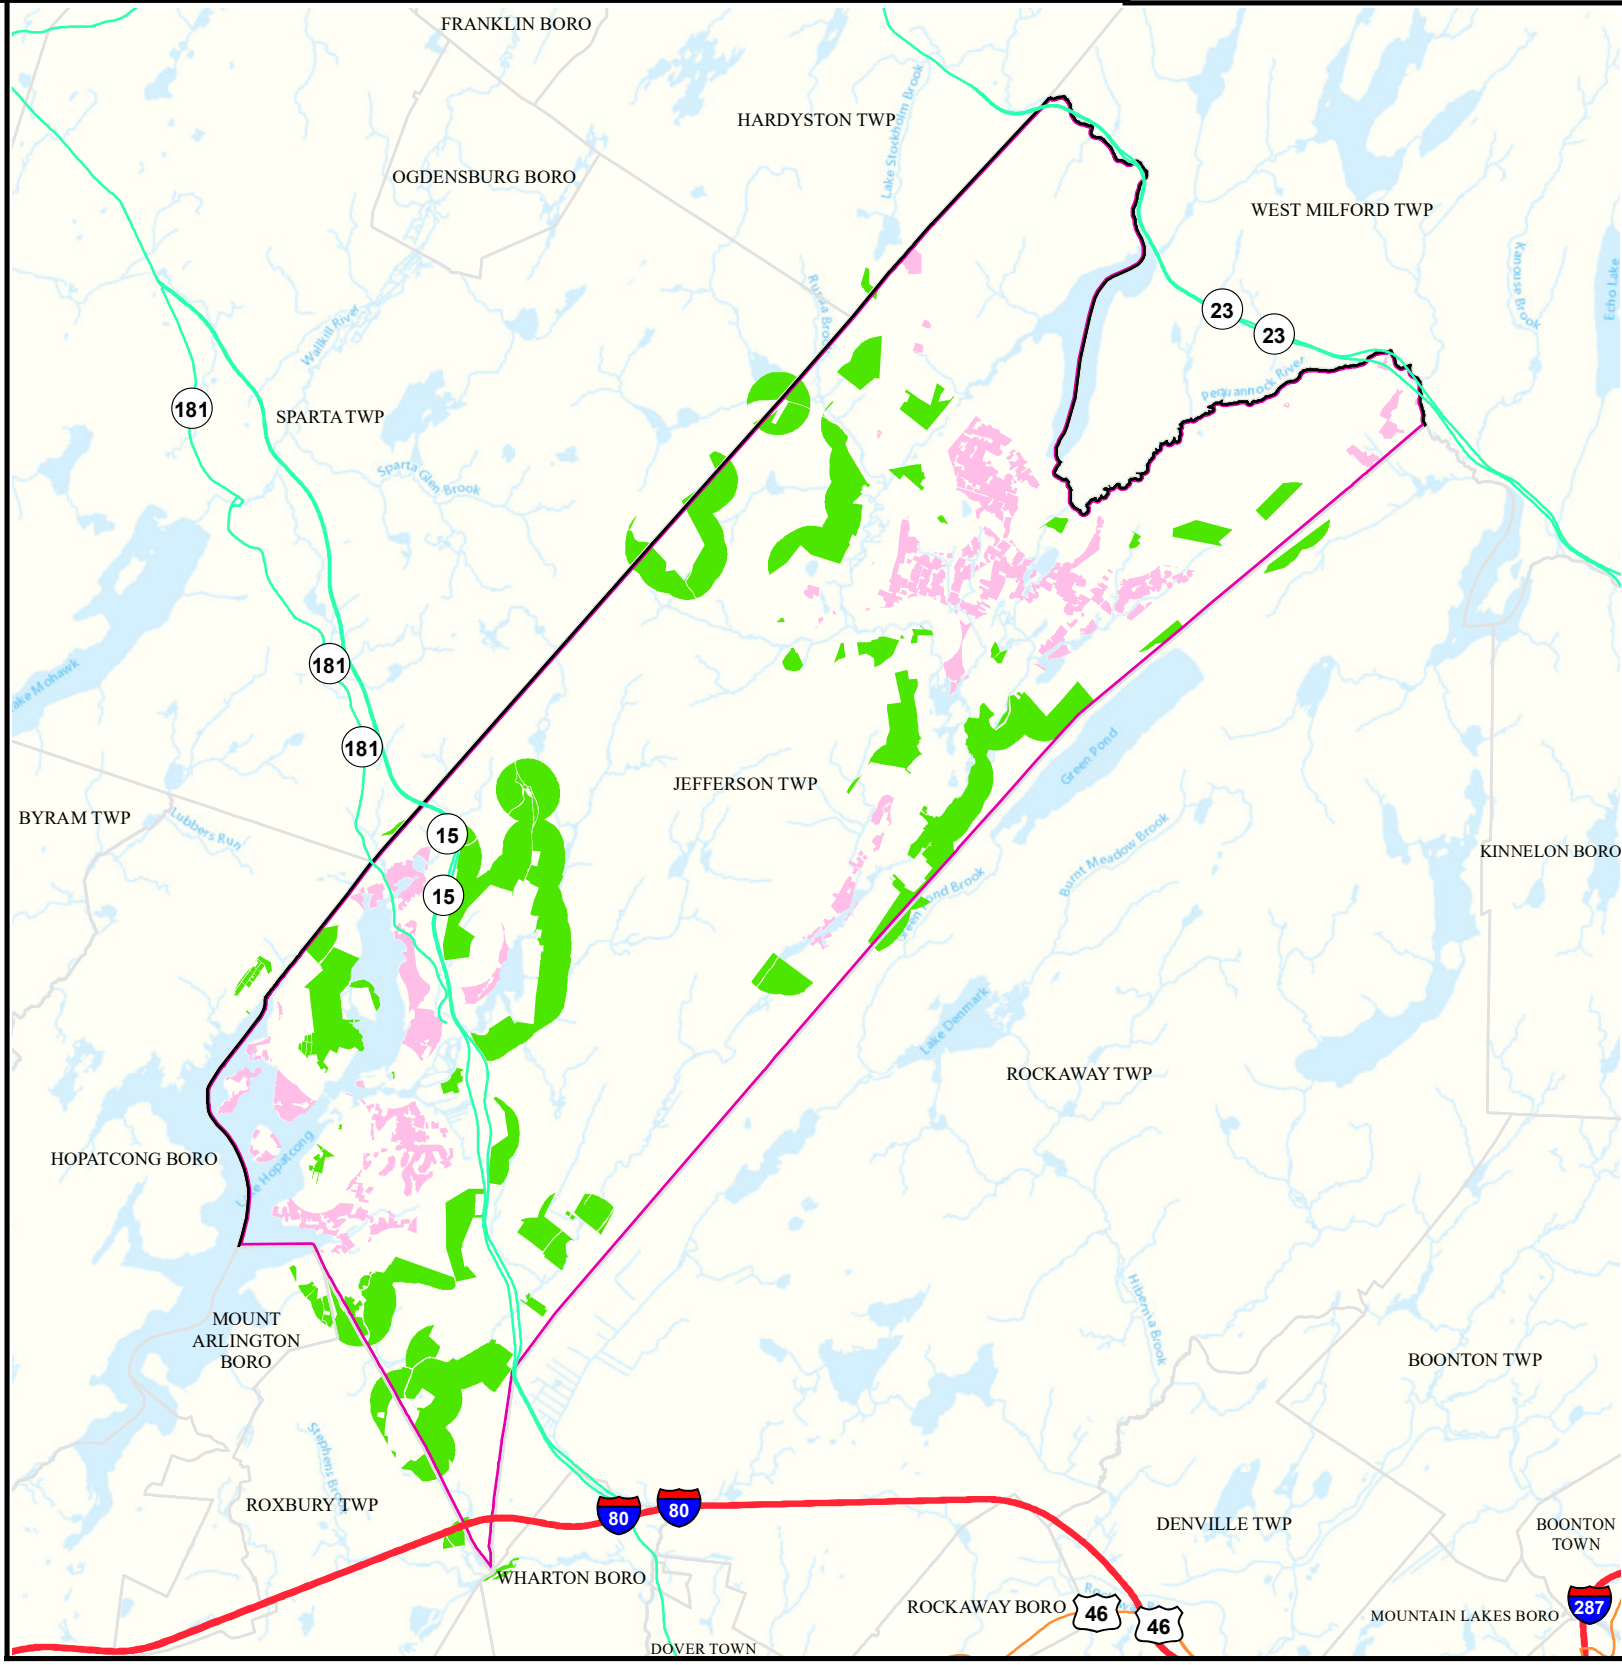 FRANKLIN BORO
HARDYSTON TWP
Lake Stockholm Brook
OGDENSBURG BORO
WEST MILFORD TWP
Kanouse Brook
Echo Lake
Russia Brook
23
23
Wallkill River
Pequannock River
181
SPARTA TWP
Sparta Glen Brook
181
181
Green Pond
JEFFERSON TWP
BYRAM TWP
Lubbers Run
15
15
Burnt Meadow Brook
KINNELON BORO
Green Pond Brook
Lake Denmark
ROCKAWAY TWP
HOPATCONG BORO
Lake Hopatcong
Hibernia Brook
MOUNT
ARLINGTON
BORO
BOONTON TWP
ROXBURY TWP
80
80
DENVILLE TWP
BOONTON
TOWN
WHARTON BORO
ROCKAWAY BORO
46
46
MOUNTAIN LAKES BORO
287
DOVER TOWN